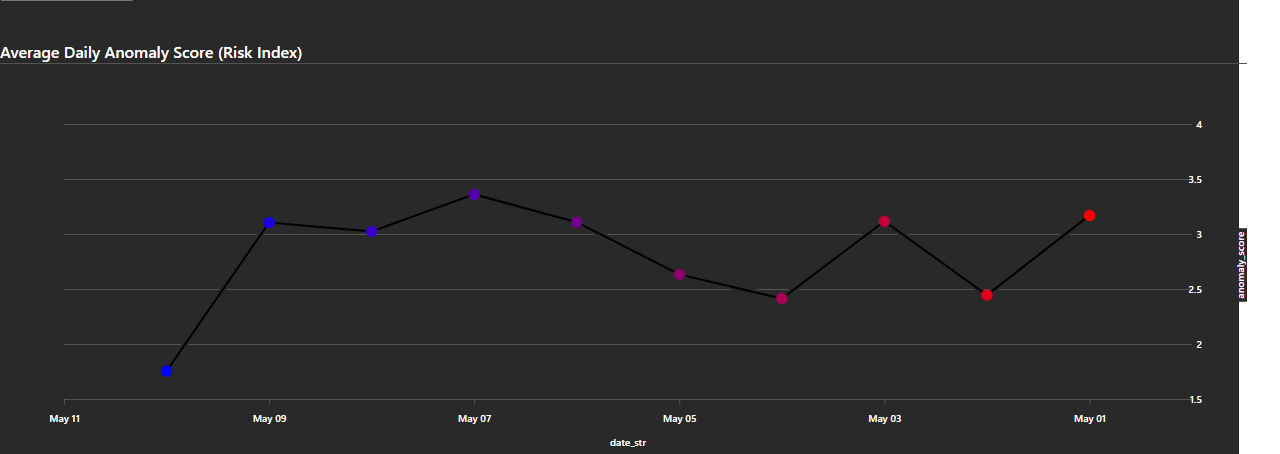 Average Daily Anomaly Score (Risk Index)
4
3.5
3
2.5
2
1.5
anomaly_score
May 11 May 09 May 07 May 05 May 03 May 01
date_str